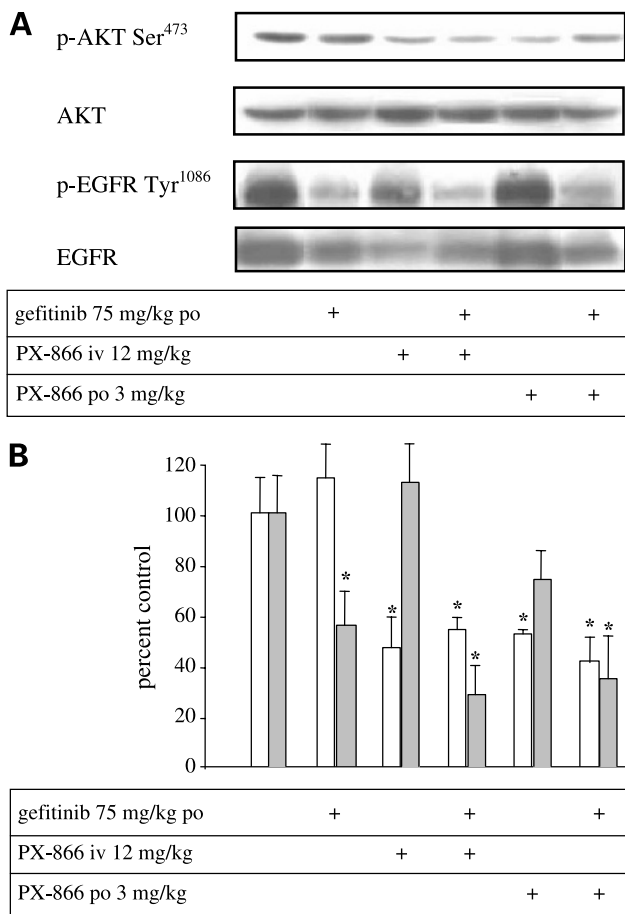 A
p-AKT Ser473
AKT
p-EGFR Tyr1086
EGFR
gefitinib 75 mg/kg po + + +
PX-866 iv 12 mg/kg + +
PX-866 po 3 mg/kg + +
B
percent control
120
100
80
60
40
20
0
* * * * * * *
gefitinib 75 mg/kg po + + +
PX-866 iv 12 mg/kg + +
PX-866 po 3 mg/kg + +